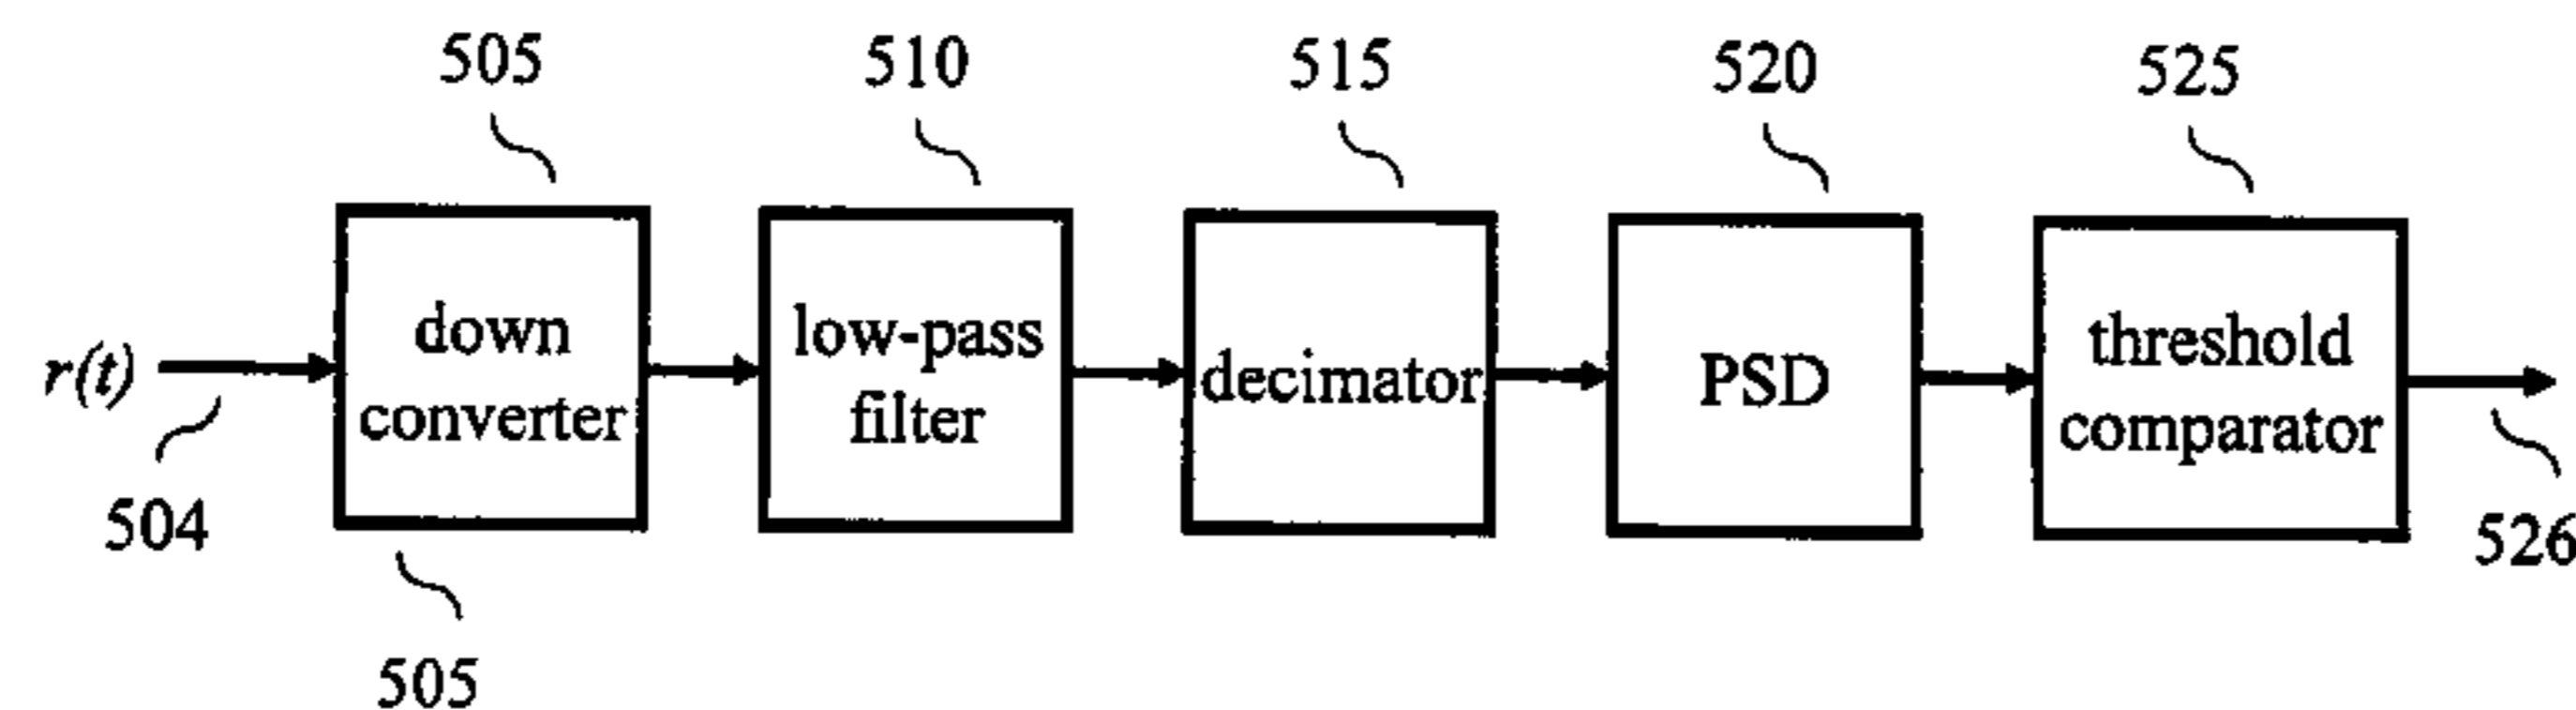 505
510
515
520
525
r(t)
down
converter
low-pass
filter
decimator
PSD
threshold
comparator
504
505
526